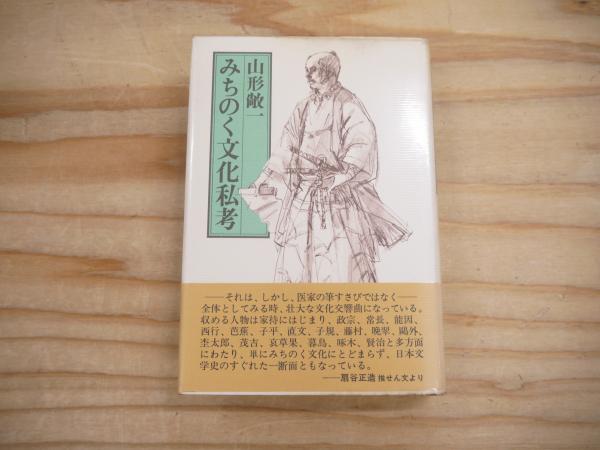 山形敞一
みちのく文化私考
――それは、しかし、医家の筆すさびではなく――
全体としてみる時、壮大な文化交響曲になっている。
収める人物は家持にはじまり、政宗、常長、能因、
西行、芭蕉、子平、直文、子規、藤村、晩翠、鷗外、
杢太郎、茂吉、哀草果、暮鳥、啄木、賢治と多方面
にわたり、単にみちのく文化にとどまらず、日本文
学史のすぐれた一断面ともなっている。
――扇谷正造 推せん文より